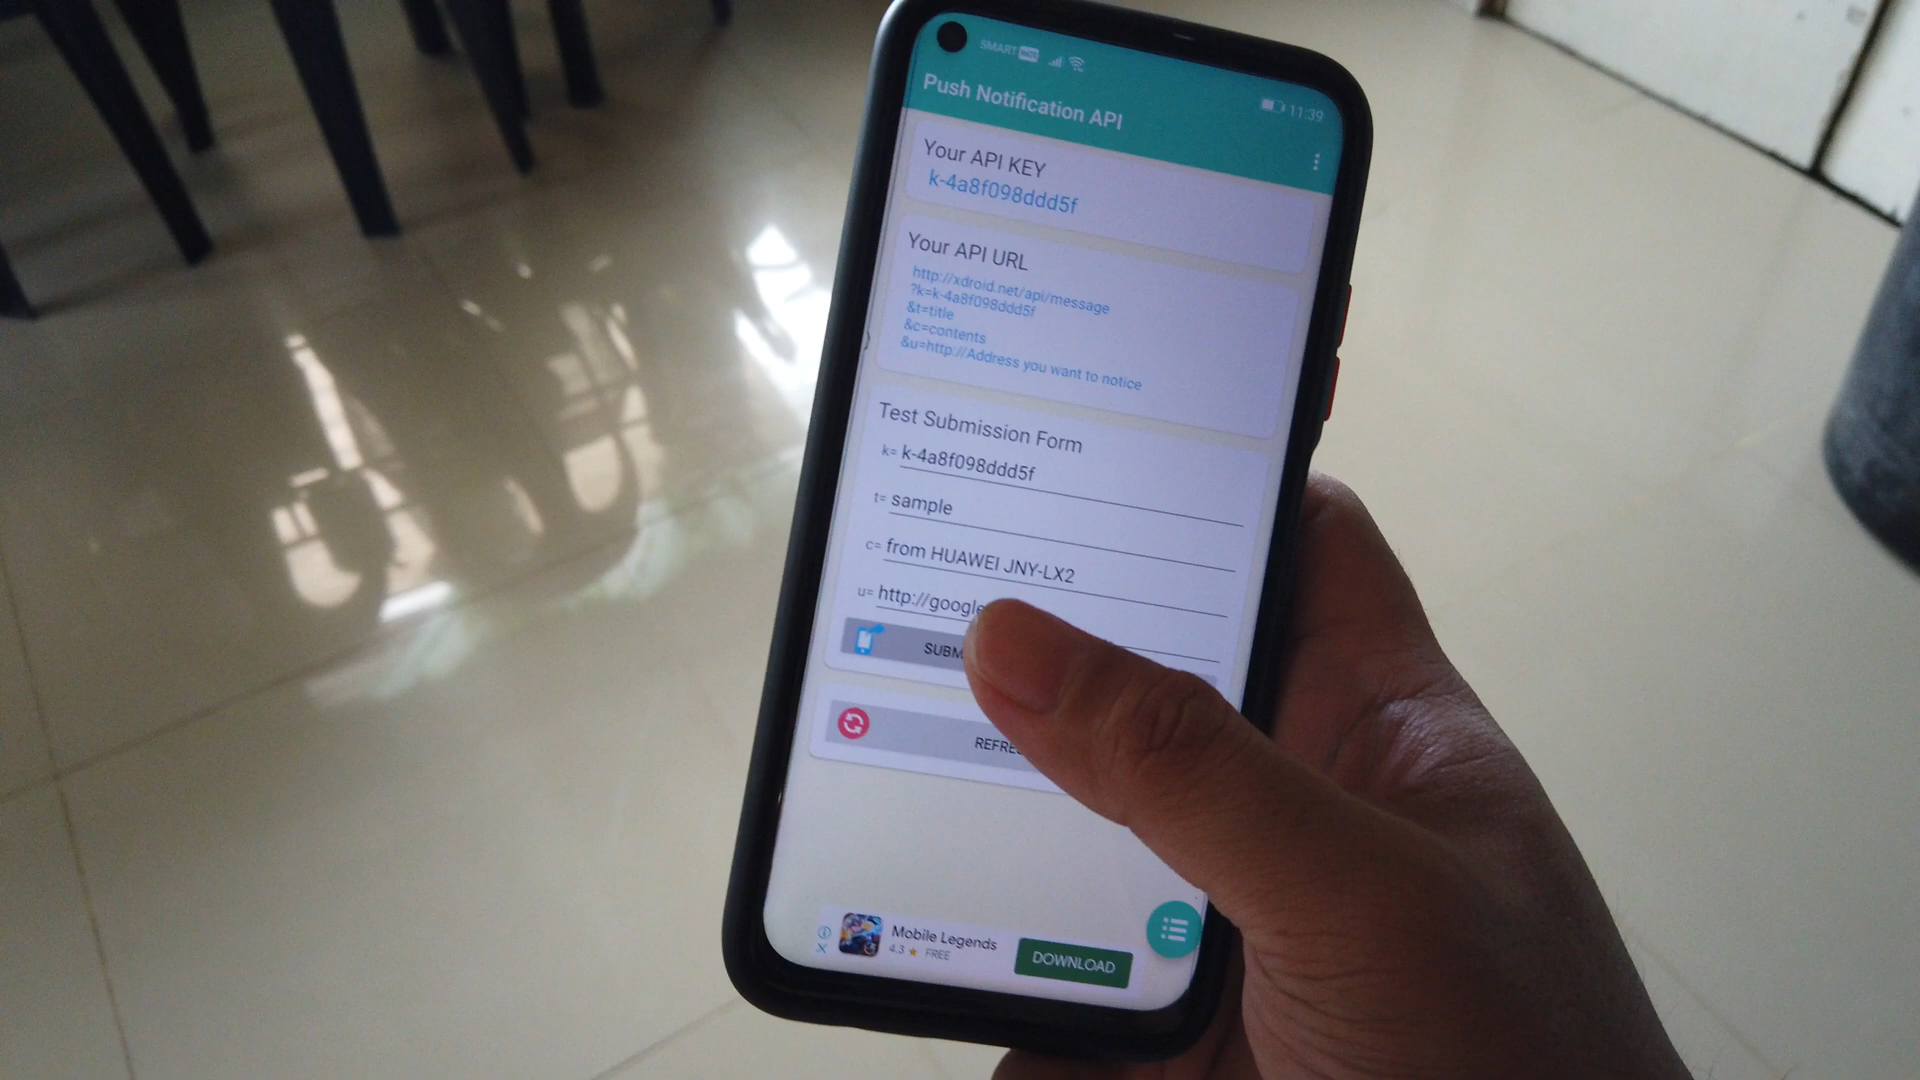 SMART
11:39
Push Notification API
Your API KEY
k-4a8f098ddd5f
Your API URL
http://xdroid.net/api/message
?k=k-4a8f098ddd5f
&t=title
&c=contents
&u=http://Address you want to notice
Test Submission Form
k= k-4a8f098ddd5f
t= sample
c= from HUAWEI JNY-LX2
u= http://google
SUBM
REFRE
Mobile Legends
4.3 ★ FREE
DOWNLOAD